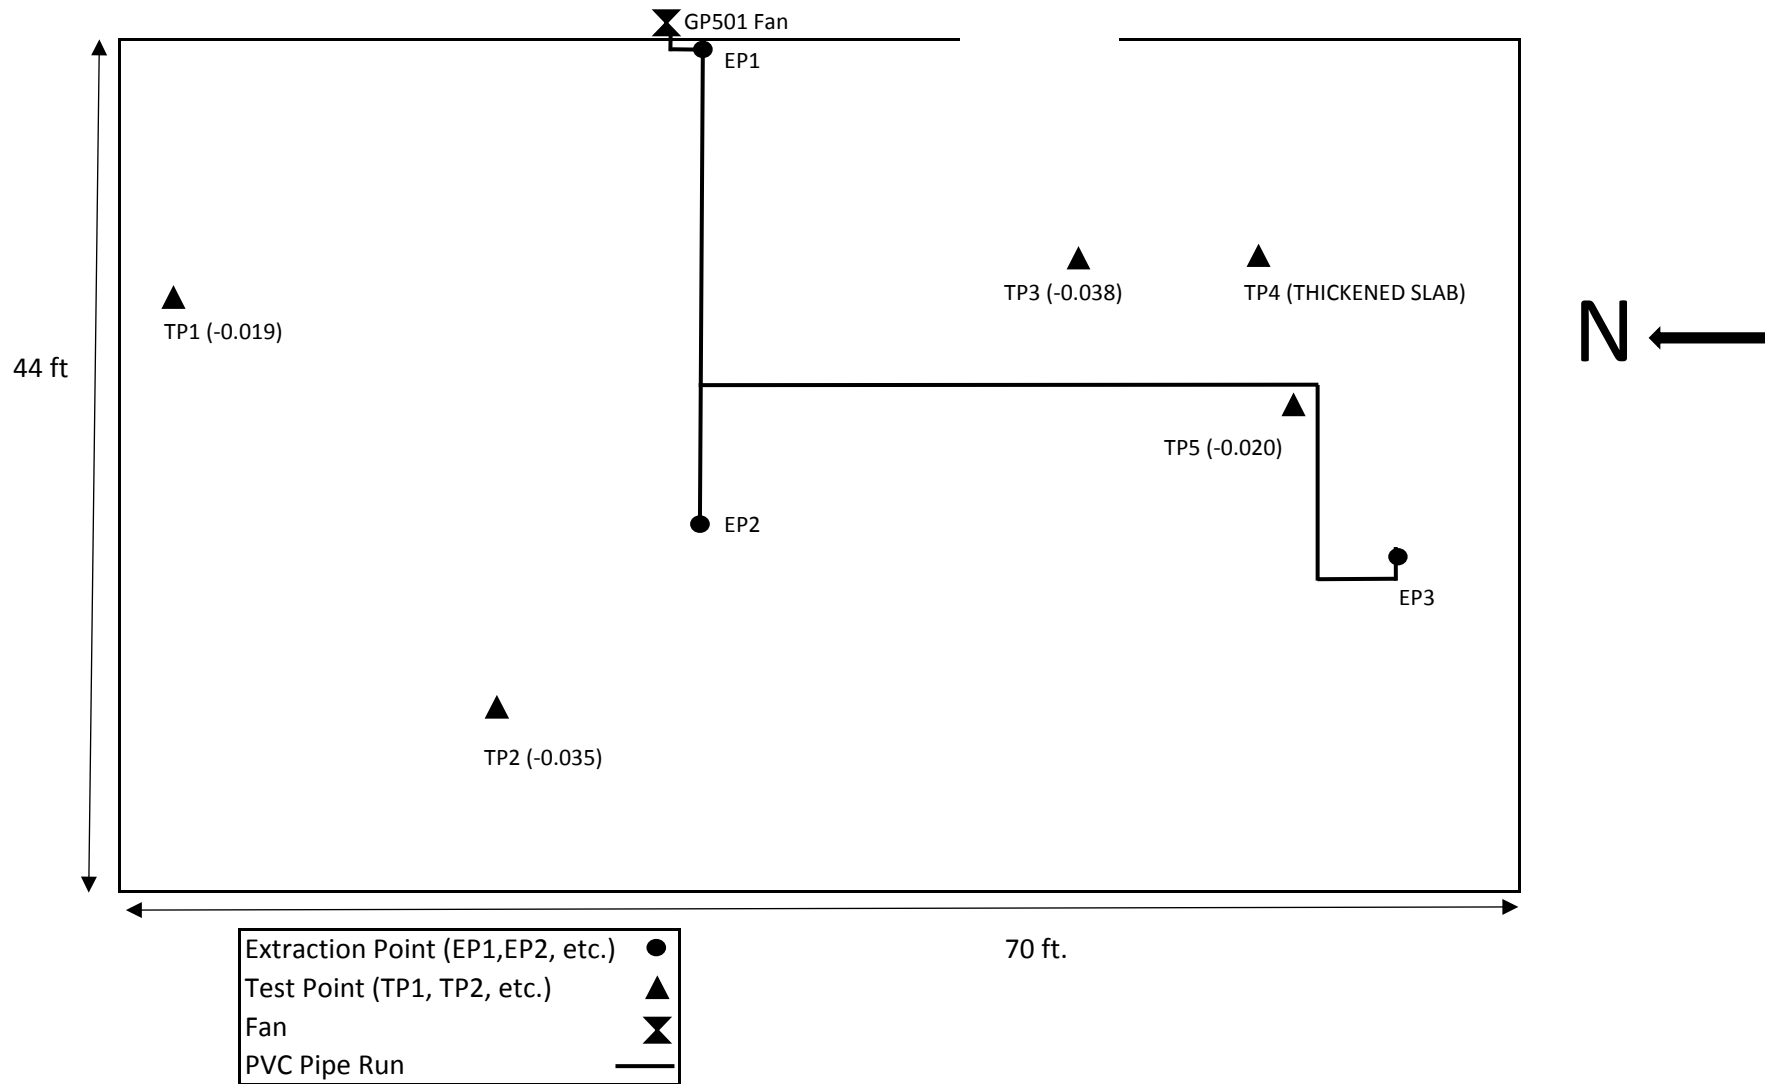 GP501 Fan
EP1
TP3 (-0.038)
TP4 (THICKENED SLAB)
TP1 (-0.019)
N
44 ft
TP5 (-0.020)
EP2
EP3
TP2 (-0.035)
70 ft.
Extraction Point (EP1,EP2, etc.)
Test Point (TP1, TP2, etc.)
Fan
PVC Pipe Run